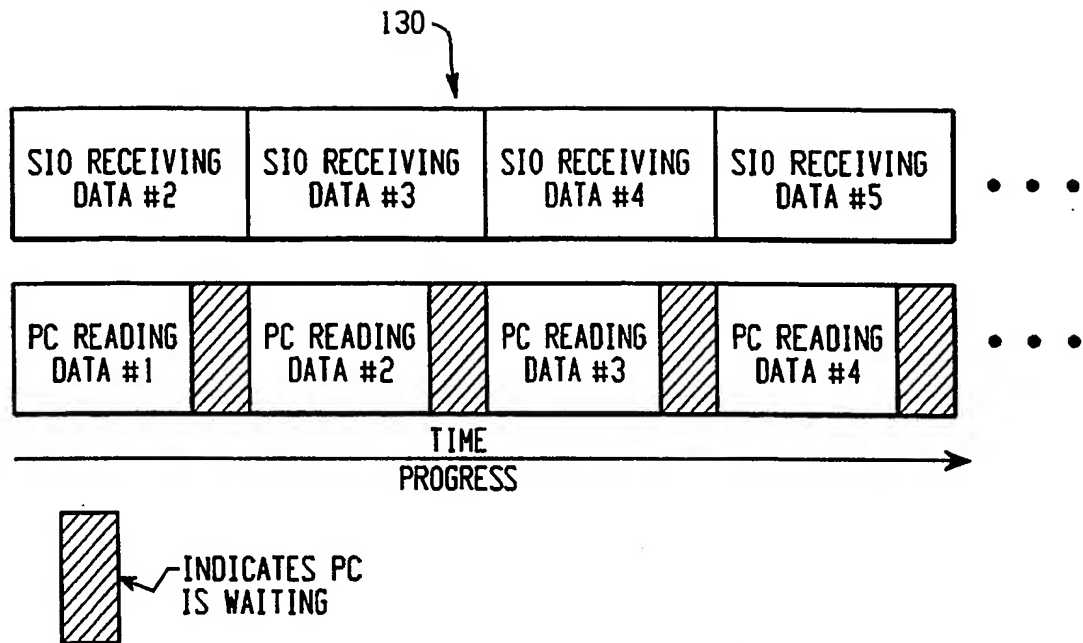 130
SIO RECEIVING
DATA #2
SIO RECEIVING
DATA #3
SIO RECEIVING
DATA #4
SIO RECEIVING
DATA #5
PC READING
DATA #1
PC READING
DATA #2
PC READING
DATA #3
PC READING
DATA #4
TIME
PROGRESS
INDICATES PC
IS WAITING